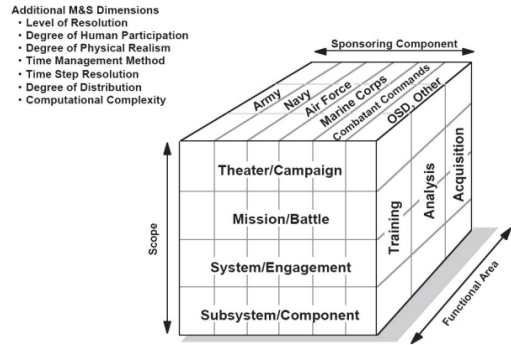 Additional M&S Dimensions
• Level of Resolution
• Degree of Human Participation
• Degree of Physical Realism
• Time Management Method
• Time Step Resolution
• Degree of Distribution
• Computational Complexity
Sponsoring Component
Army
Navy
Air Force
Marine Corps
Combatant Commands
OSD, Other
Theater/Campaign
Mission/Battle
System/Engagement
Subsystem/Component
Scope
Training
Analysis
Acquisition
Functional Area